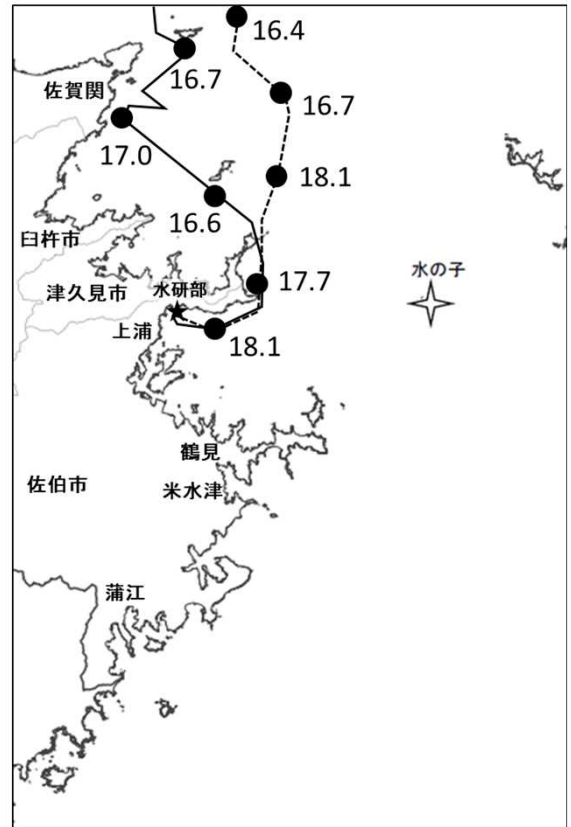 16.4
16.7
佐賀関
16.7
17.0
18.1
16.6
臼杵市
水の子
津久見市
水研部
17.7
上浦
18.1
鶴見
佐伯市
米水津
蒲江